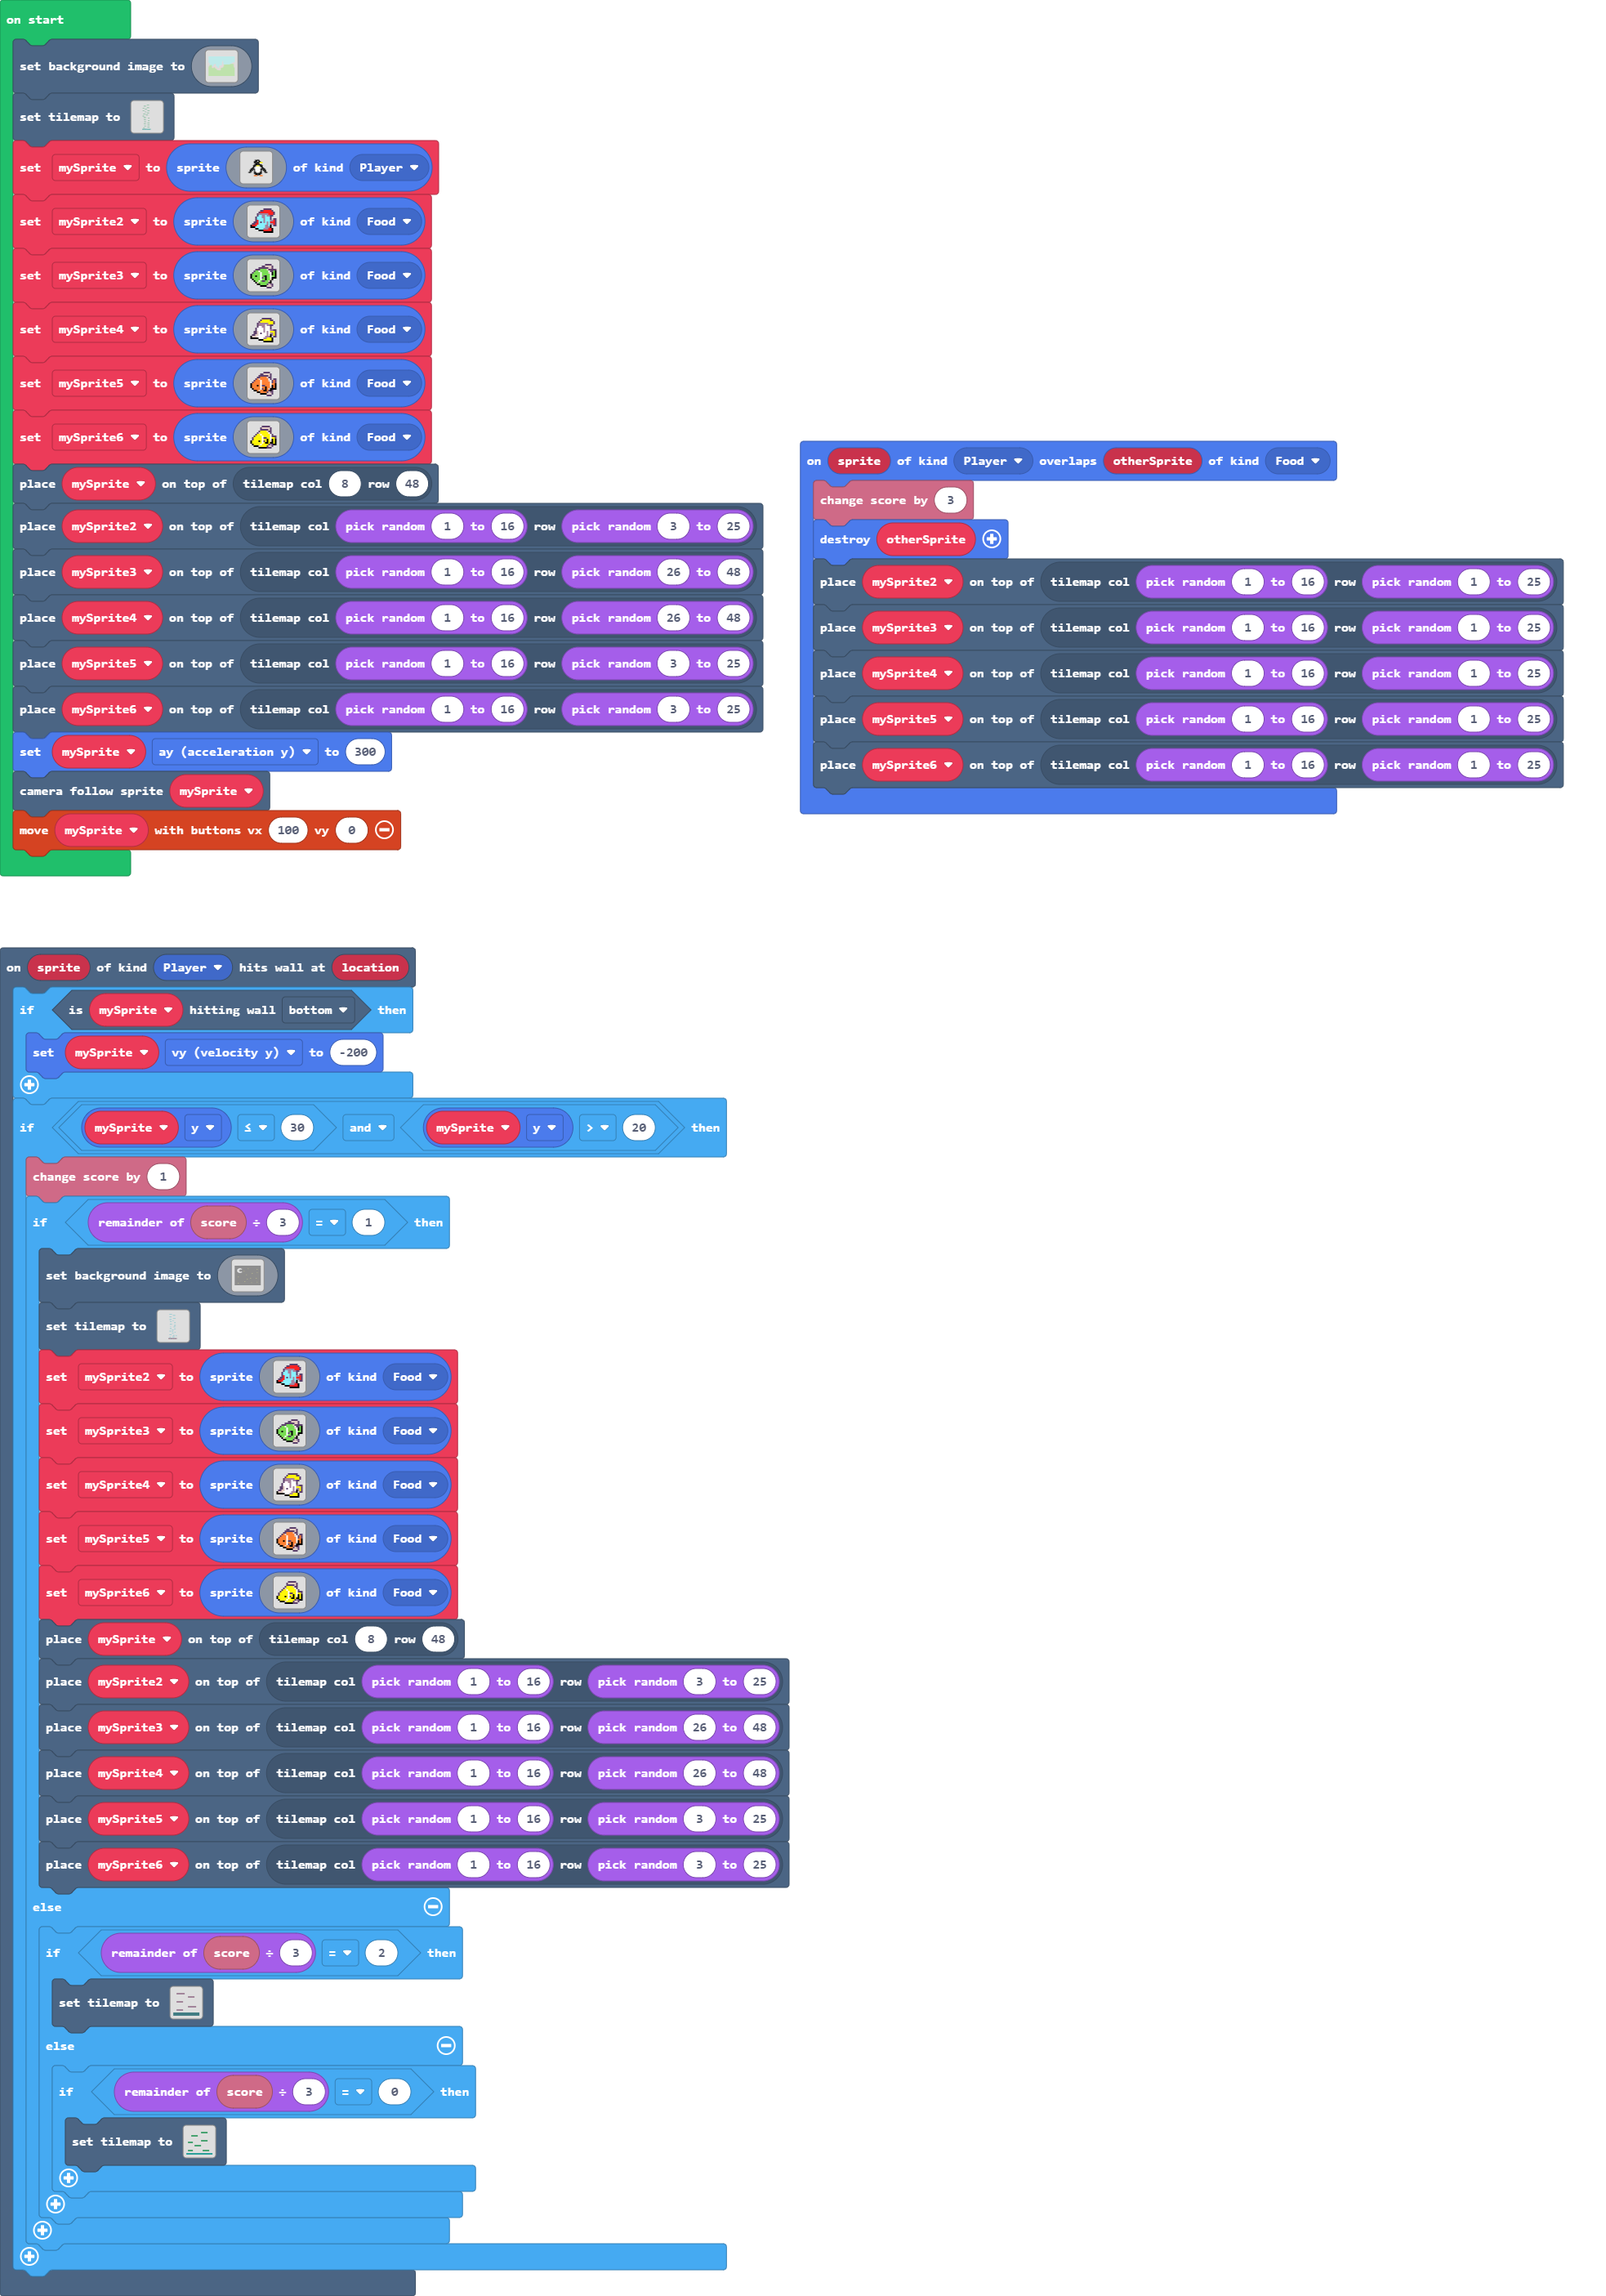 on start
set background image to
set tilemap to
set mySprite to sprite of kind Player
set mySprite2 to sprite of kind Food
set mySprite3 to sprite of kind Food
set mySprite4 to sprite of kind Food
set mySprite5 to sprite of kind Food
set mySprite6 to sprite of kind Food
place mySprite on top of tilemap col 8 row 48
place mySprite2 on top of tilemap col pick random 1 to 16 row pick random 3 to 25
place mySprite3 on top of tilemap col pick random 1 to 16 row pick random 26 to 48
place mySprite4 on top of tilemap col pick random 1 to 16 row pick random 26 to 48
place mySprite5 on top of tilemap col pick random 1 to 16 row pick random 3 to 25
place mySprite6 on top of tilemap col pick random 1 to 16 row pick random 3 to 25
set mySprite ay (acceleration y) to 300
camera follow sprite mySprite
move mySprite with buttons vx 100 vy 0
on sprite of kind Player overlaps otherSprite of kind Food
change score by 3
destroy otherSprite
place mySprite2 on top of tilemap col pick random 1 to 16 row pick random 1 to 25
place mySprite3 on top of tilemap col pick random 1 to 16 row pick random 1 to 25
place mySprite4 on top of tilemap col pick random 1 to 16 row pick random 1 to 25
place mySprite5 on top of tilemap col pick random 1 to 16 row pick random 1 to 25
place mySprite6 on top of tilemap col pick random 1 to 16 row pick random 1 to 25
on sprite of kind Player hits wall at location
if is mySprite hitting wall bottom then
set mySprite vy (velocity y) to -200
if mySprite y ≤ 30 and mySprite y > 20 then
change score by 1
if remainder of score ÷ 3 = 1 then
set background image to
set tilemap to
set mySprite2 to sprite of kind Food
set mySprite3 to sprite of kind Food
set mySprite4 to sprite of kind Food
set mySprite5 to sprite of kind Food
set mySprite6 to sprite of kind Food
place mySprite on top of tilemap col 8 row 48
place mySprite2 on top of tilemap col pick random 1 to 16 row pick random 3 to 25
place mySprite3 on top of tilemap col pick random 1 to 16 row pick random 26 to 48
place mySprite4 on top of tilemap col pick random 1 to 16 row pick random 26 to 48
place mySprite5 on top of tilemap col pick random 1 to 16 row pick random 3 to 25
place mySprite6 on top of tilemap col pick random 1 to 16 row pick random 3 to 25
else
if remainder of score ÷ 3 = 2 then
set tilemap to
else
if remainder of score ÷ 3 = 0 then
set tilemap to